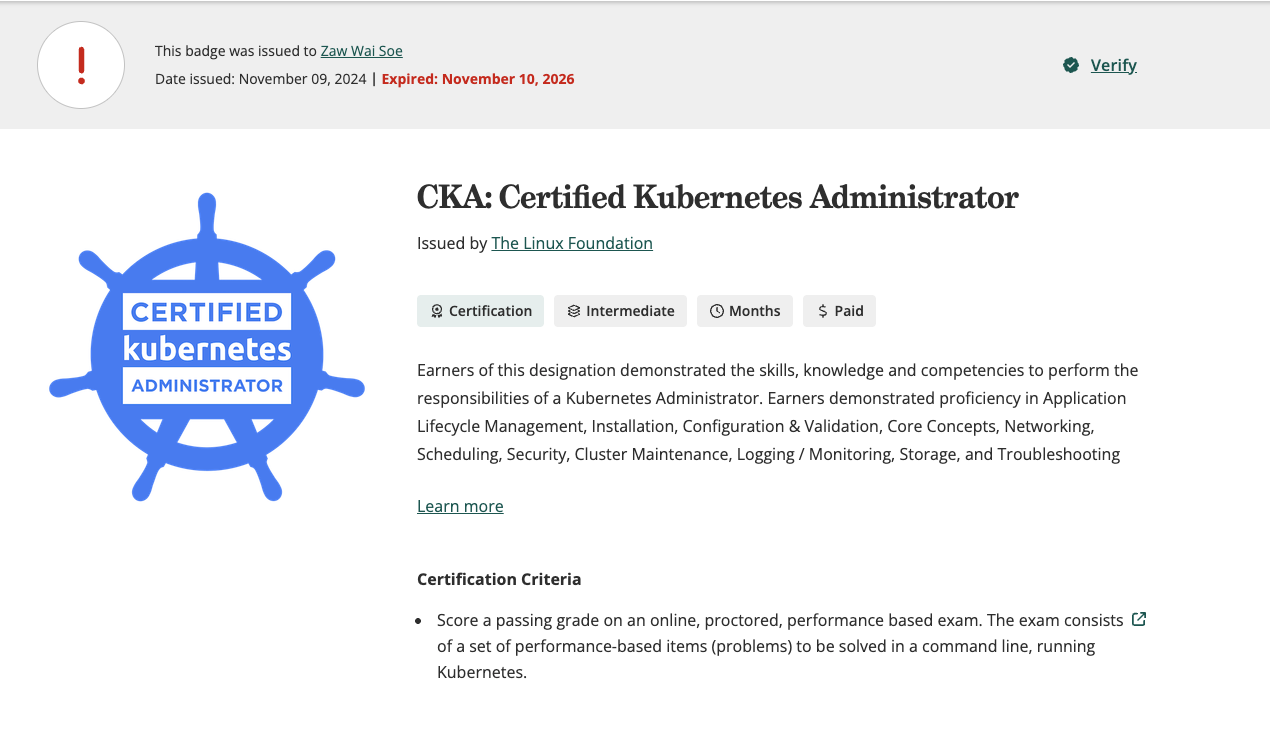 This badge was issued to Zaw Wai Soe
Date issued: November 09, 2024 | Expired: November 10, 2026
Verify
CERTIFIED
kubernetes
ADMINISTRATOR
CKA: Certified Kubernetes Administrator
Issued by The Linux Foundation
Certification Intermediate Months $ Paid
Earners of this designation demonstrated the skills, knowledge and competencies to perform the
responsibilities of a Kubernetes Administrator. Earners demonstrated proficiency in Application
Lifecycle Management, Installation, Configuration & Validation, Core Concepts, Networking,
Scheduling, Security, Cluster Maintenance, Logging / Monitoring, Storage, and Troubleshooting
Learn more
Certification Criteria
• Score a passing grade on an online, proctored, performance based exam. The exam consists
of a set of performance-based items (problems) to be solved in a command line, running
Kubernetes.